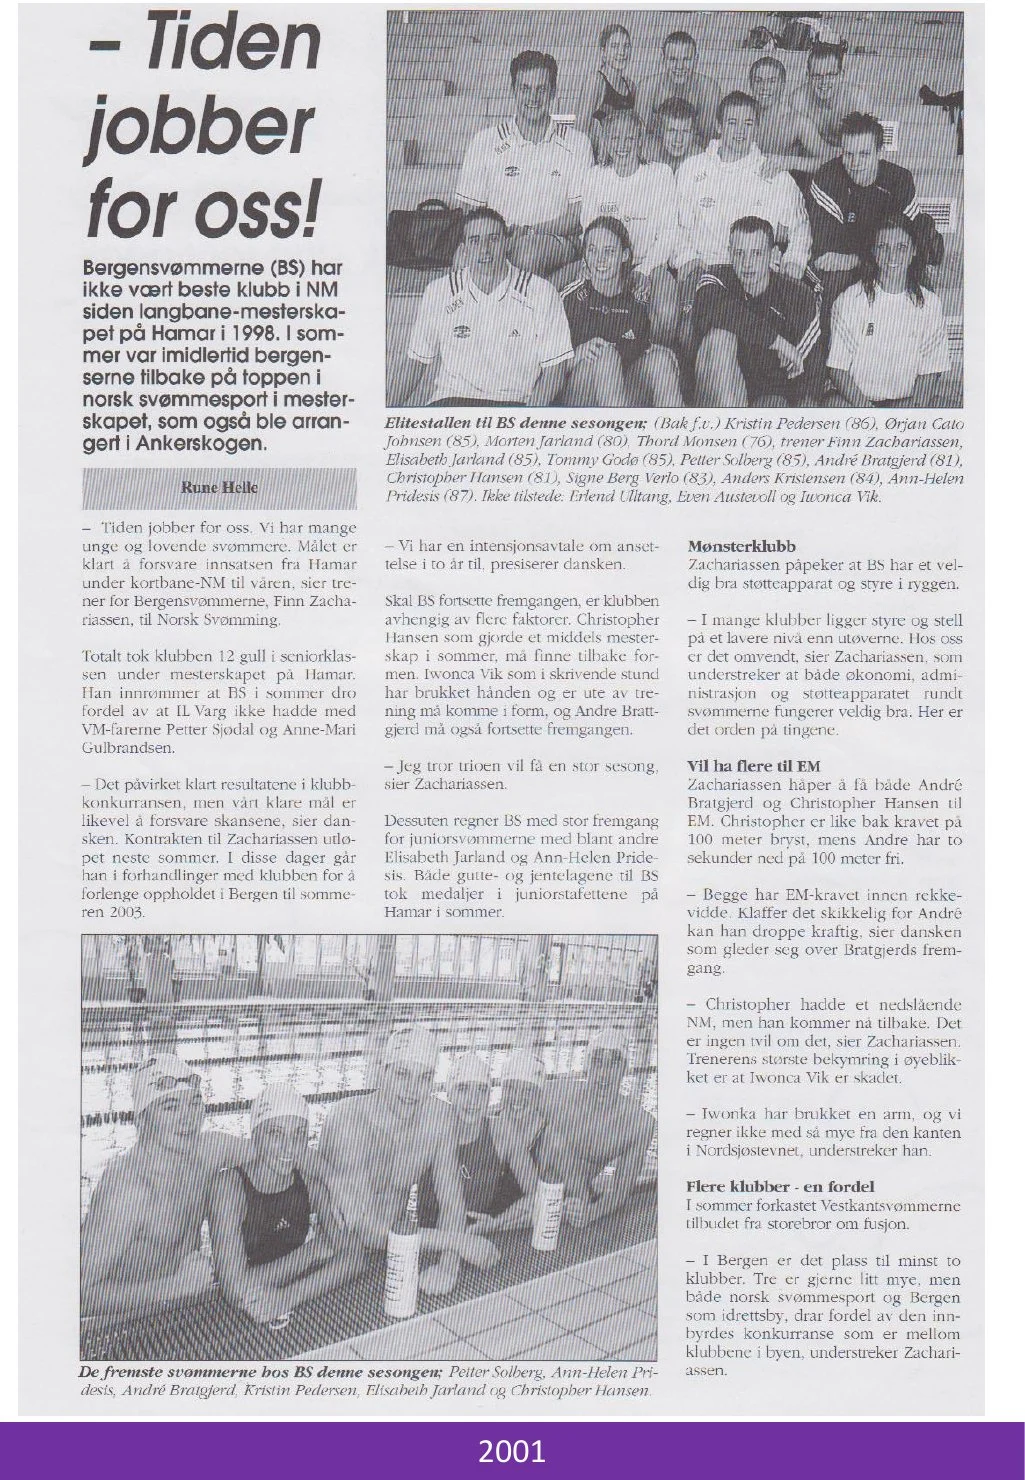 – Tiden
jobber
for oss!
Bergensvømmerne (BS) har
ikke vært beste klubb i NM
siden langbane-mesterska-
pet på Hamar i 1998. I som-
mer var imidlertid bergen-
serne tilbake på toppen i
norsk svømmesport i mester-
skapet, som også ble arran-
gert i Ankerskogen.
Rune Helle
– Tiden jobber for oss. Vi har mange
unge og lovende svømmere. Målet er
klart å forsvare innsatsen fra Hamar
under kortbane-NM til våren, sier tre-
ner for Bergensvømmerne, Finn Zacha-
riassen, til Norsk Svømming.
Totalt tok klubben 12 gull i seniorklas-
sen under mesterskapet på Hamar.
Han innrømmer at BS i sommer dro
fordel av at IL Varg ikke hadde med
VM-farerne Petter Sjødal og Anne-Mari
Gulbrandsen.
– Det påvirket klart resultatene i klubb-
konkurransen, men vårt klare mål er
likevel å forsvare skansene, sier dan-
sken. Kontrakten til Zachariassen utlø-
pet neste sommer. I disse dager går
han i forhandlinger med klubben for å
forlenge oppholdet i Bergen til somme-
ren 2003.
Elitestallen til BS denne sesongen; (Bak f.v.) Kristin Pedersen (86), Ørjan Cato
Johnsen (85), Morten Jarland (80), Thord Monsen (76), trener Finn Zachariassen,
Elisabeth Jarland (85), Tommy Godø (85), Petter Solberg (85), André Bratgjerd (81),
Christopher Hansen (81), Signe Berg Verlo (83), Anders Kristensen (84), Ann-Helen
Pridesis (87). Ikke tilstede: Erlend Ulltang, Even Austevoll og Iwonca Vik.
– Vi har en intensjonsavtale om anset-
telse i to år til, presiserer dansken.
Skal BS fortsette fremgangen, er klubben
avhengig av flere faktorer. Christopher
Hansen som gjorde et middels mester-
skap i sommer, må finne tilbake for-
men. Iwonca Vik som i skrivende stund
har brukket hånden og er ute av tre-
ning må komme i form, og Andre Bratt-
gjerd må også fortsette fremgangen.
– Jeg tror trioen vil få en stor sesong,
sier Zachariassen.
Dessuten regner BS med stor fremgang
for juniorsvømmerne med blant andre
Elisabeth Jarland og Ann-Helen Pride-
sis. Både gutte- og jentelagene til BS
tok medaljer i juniorstafettene på
Hamar i sommer.
Mønsterklubb
Zachariassen påpeker at BS har et vel-
dig bra støtteapparat og styre i ryggen.
– I mange klubber ligger styre og stell
på et lavere nivå enn utøverne. Hos oss
er det omvendt, sier Zachariassen, som
understreker at både økonomi, admi-
nistrasjon og støtteapparatet rundt
svømmerne fungerer veldig bra. Her er
det orden på tingene.
Vil ha flere til EM
Zachariassen håper å få både André
Bratgjerd og Christopher Hansen til
EM. Christopher er like bak kravet på
100 meter bryst, mens Andre har to
sekunder ned på 100 meter fri.
– Begge har EM-kravet innen rekke-
vidde. Klaffer det skikkelig for André
kan han droppe kraftig, sier dansken
som gleder seg over Bratgjerds frem-
gang.
– Christopher hadde et nedslående
NM, men han kommer nå tilbake. Det
er ingen tvil om det, sier Zachariassen.
Trenerens største bekymring i øyeblik-
ket er at Iwonca Vik er skadet.
– Iwonka har brukket en arm, og vi
regner ikke med så mye fra den kanten
i Nordsjøstevnet, understreker han.
Flere klubber - en fordel
I sommer forkastet Vestkantsvømmerne
tilbudet fra storebror om fusjon.
– I Bergen er det plass til minst to
klubber. Tre er gjerne litt mye, men
både norsk svømmesport og Bergen
som idrettsby, drar fordel av den inn-
byrdes konkurranse som er mellom
klubbene i byen, understreker Zachari-
assen.
De fremste svømmerne hos BS denne sesongen; Petter Solberg, Ann-Helen Pri-
desis, André Bratgjerd, Kristin Pedersen, Elisabeth Jarland og Christopher Hansen.
2001